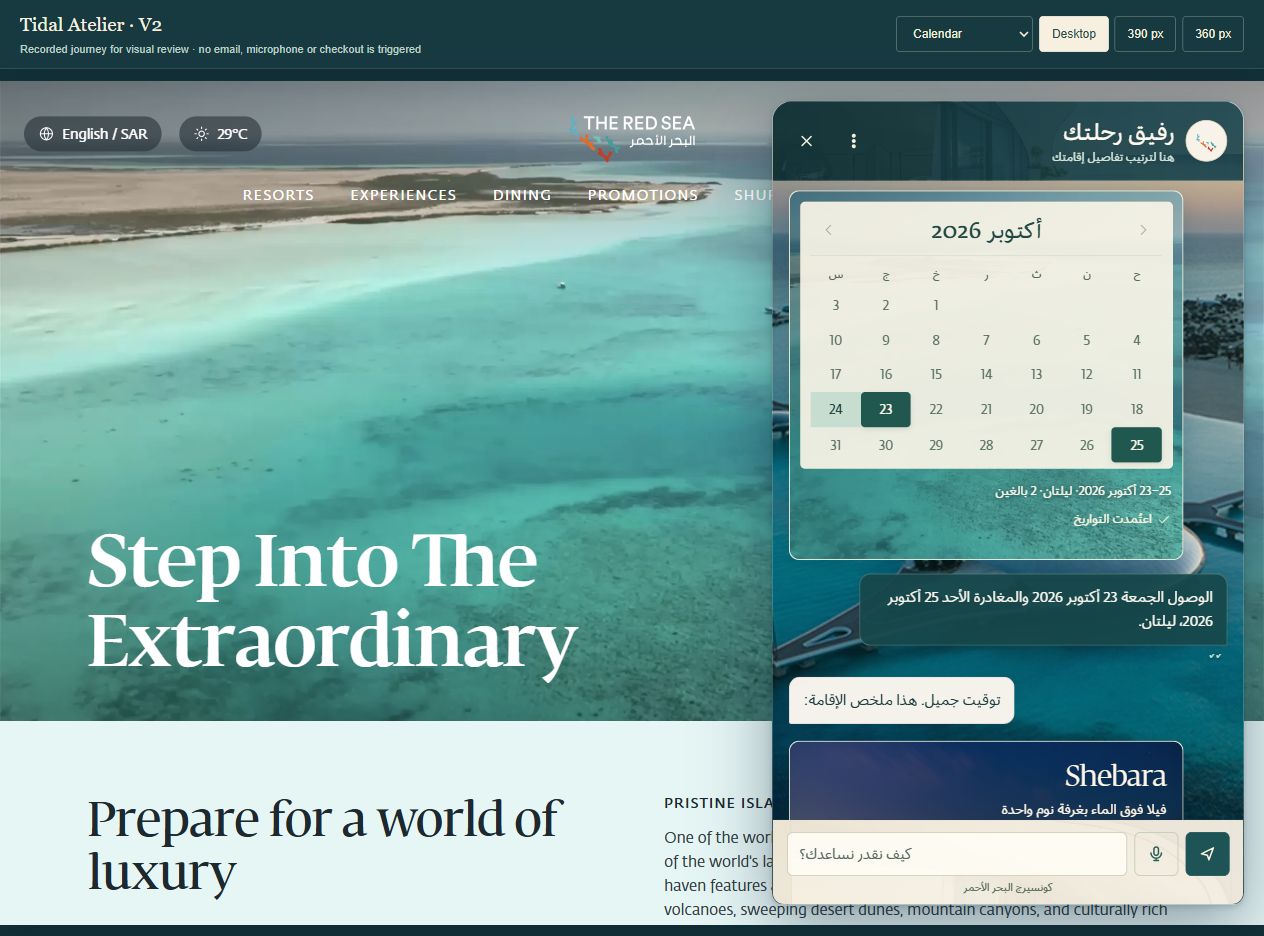 Tidal Atelier · V2
Recorded journey for visual review · no email, microphone or checkout is triggered
Calendar
Desktop
390 px
360 px
English / SAR
29°C
THE RED SEA
البحر الأحمر
RESORTS
EXPERIENCES
DINING
PROMOTIONS
Step Into The
Extraordinary
Prepare for a world of
luxury
PRISTINE ISLA
One of the
of the world's
haven features
volcanoes, sweeping desert dunes, mountain canyons, and culturally rich
رفيق رحلتك
هنا لترتيب تفاصيل إقامتك
أكتوبر 2026
ح ن ث ر خ ج س
1 2 3
4 5 6 7 8 9 10
11 12 13 14 15 16 17
18 19 20 21 22 23 24
25 26 27 28 29 30 31
23–25 أكتوبر 2026 · ليلتان · 2 بالغين
اعتُمدت التواريخ
الوصول الجمعة 23 أكتوبر 2026 والمغادرة الأحد 25 أكتوبر
2026، ليلتان.
توقيت جميل. هذا ملخص الإقامة:
Shebara
فيلا فوق الماء بغرفة نوم واحدة
كيف نقدر نساعدك؟
كونسيرج البحر الأحمر